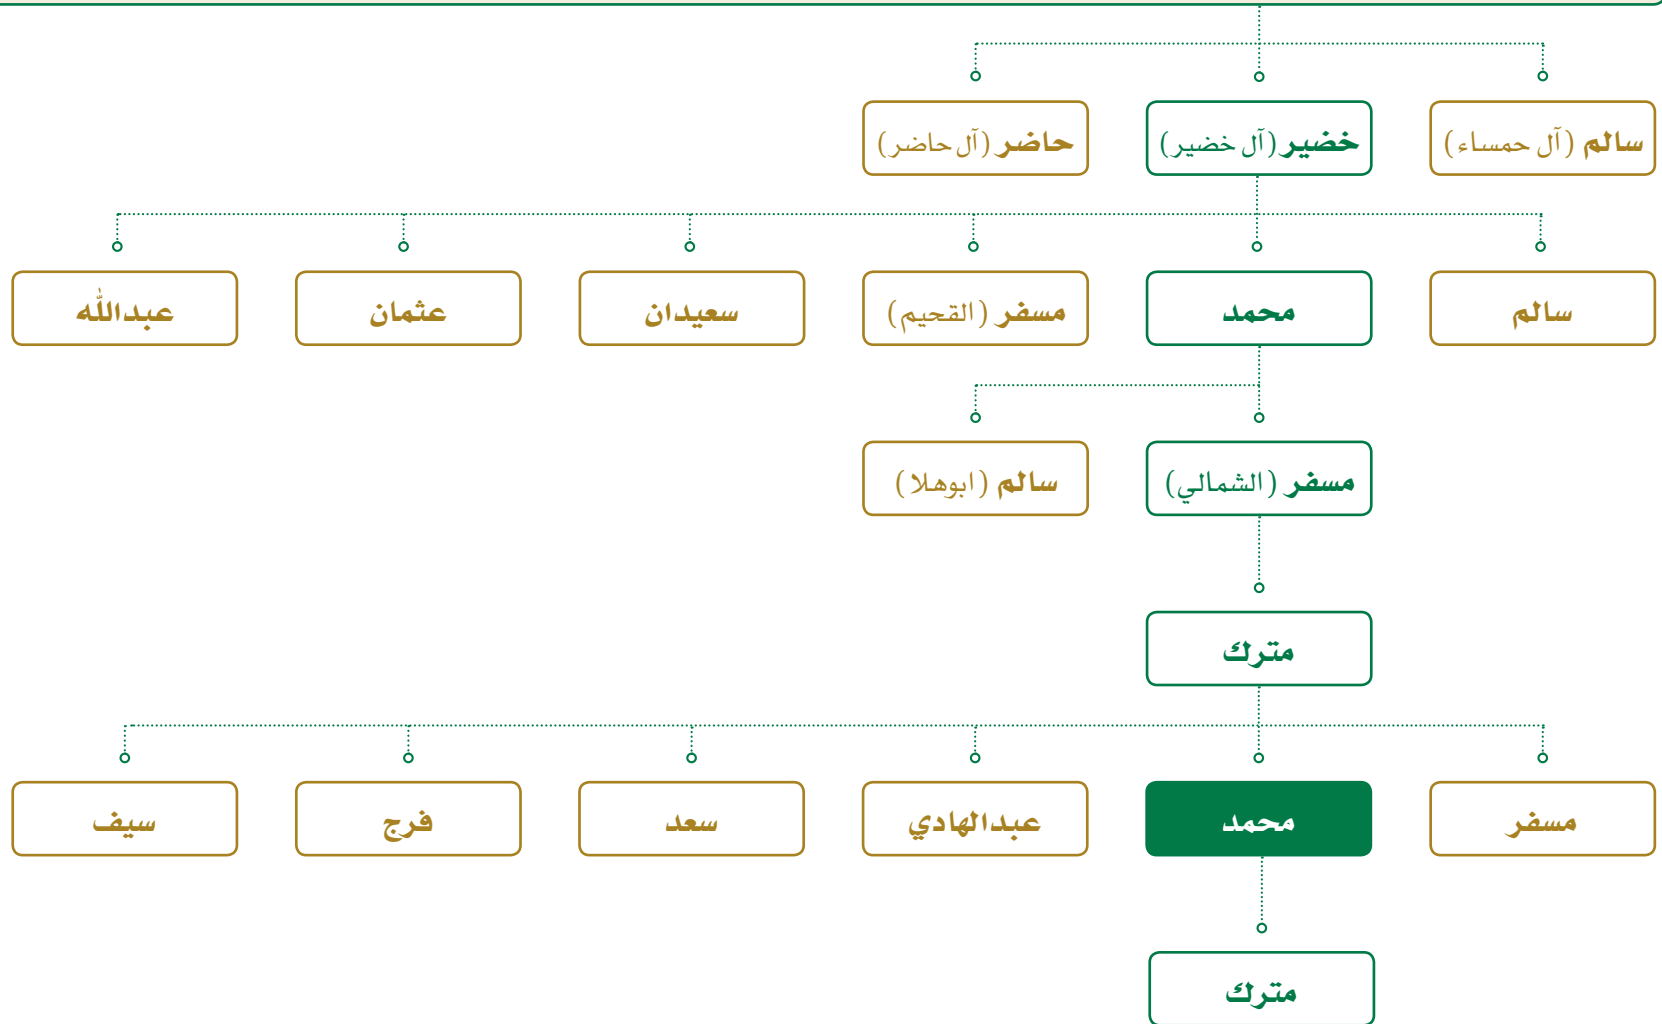 سالم (آل حمساء)
خضير (آل خضير)
حاضر (آل حاضر)
سالم
محمد
مسفر (القحيم)
سعيدان
عثمان
عبدالله
مسفر (الشمالي)
سالم (ابوهلا)
مترك
مسفر
محمد
عبدالهادي
سعد
فرج
سيف
مترك